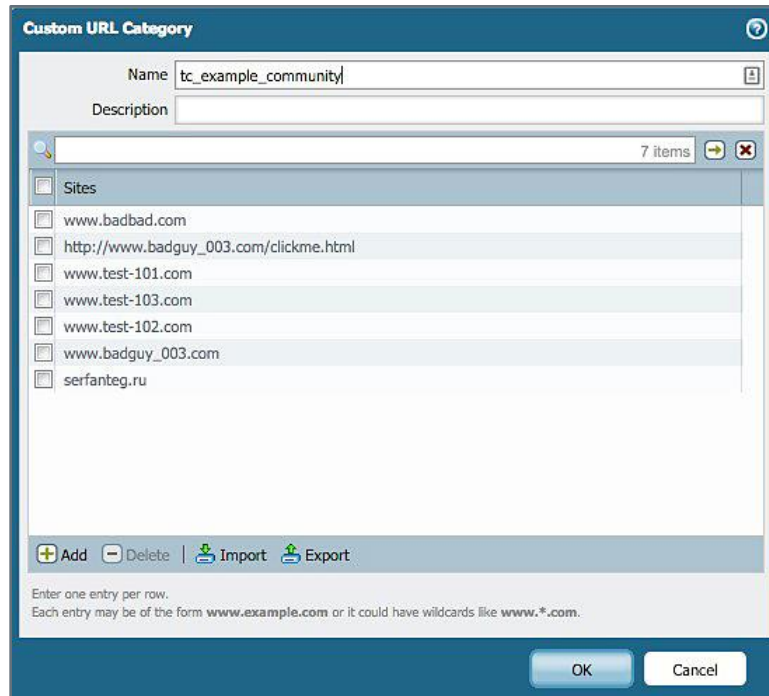 Custom URL Category
Name tc_example_community
Description
7 items
Sites
www.badbad.com
http://www.badguy_003.com/clickme.html
www.test-101.com
www.test-103.com
www.test-102.com
www.badguy_003.com
serfanteg.ru
Add Delete Import Export
Enter one entry per row.
Each entry may be of the form www.example.com or it could have wildcards like www.*.com.
OK Cancel